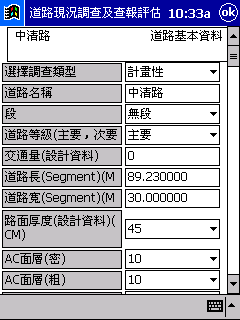 道路現況調查及查報評估 10:33a ok
中清路 道路基本資料
選擇調查類型 計畫性
道路名稱 中清路
段 無段
道路等級(主要，次要 主要
交通量(設計資料) 0
道路長(Segment)(M 89.230000
道路寬(Segment)(M 30.000000
路面厚度(設計資料)(
CM) 45
AC面層(密) 10
AC面層(粗) 10